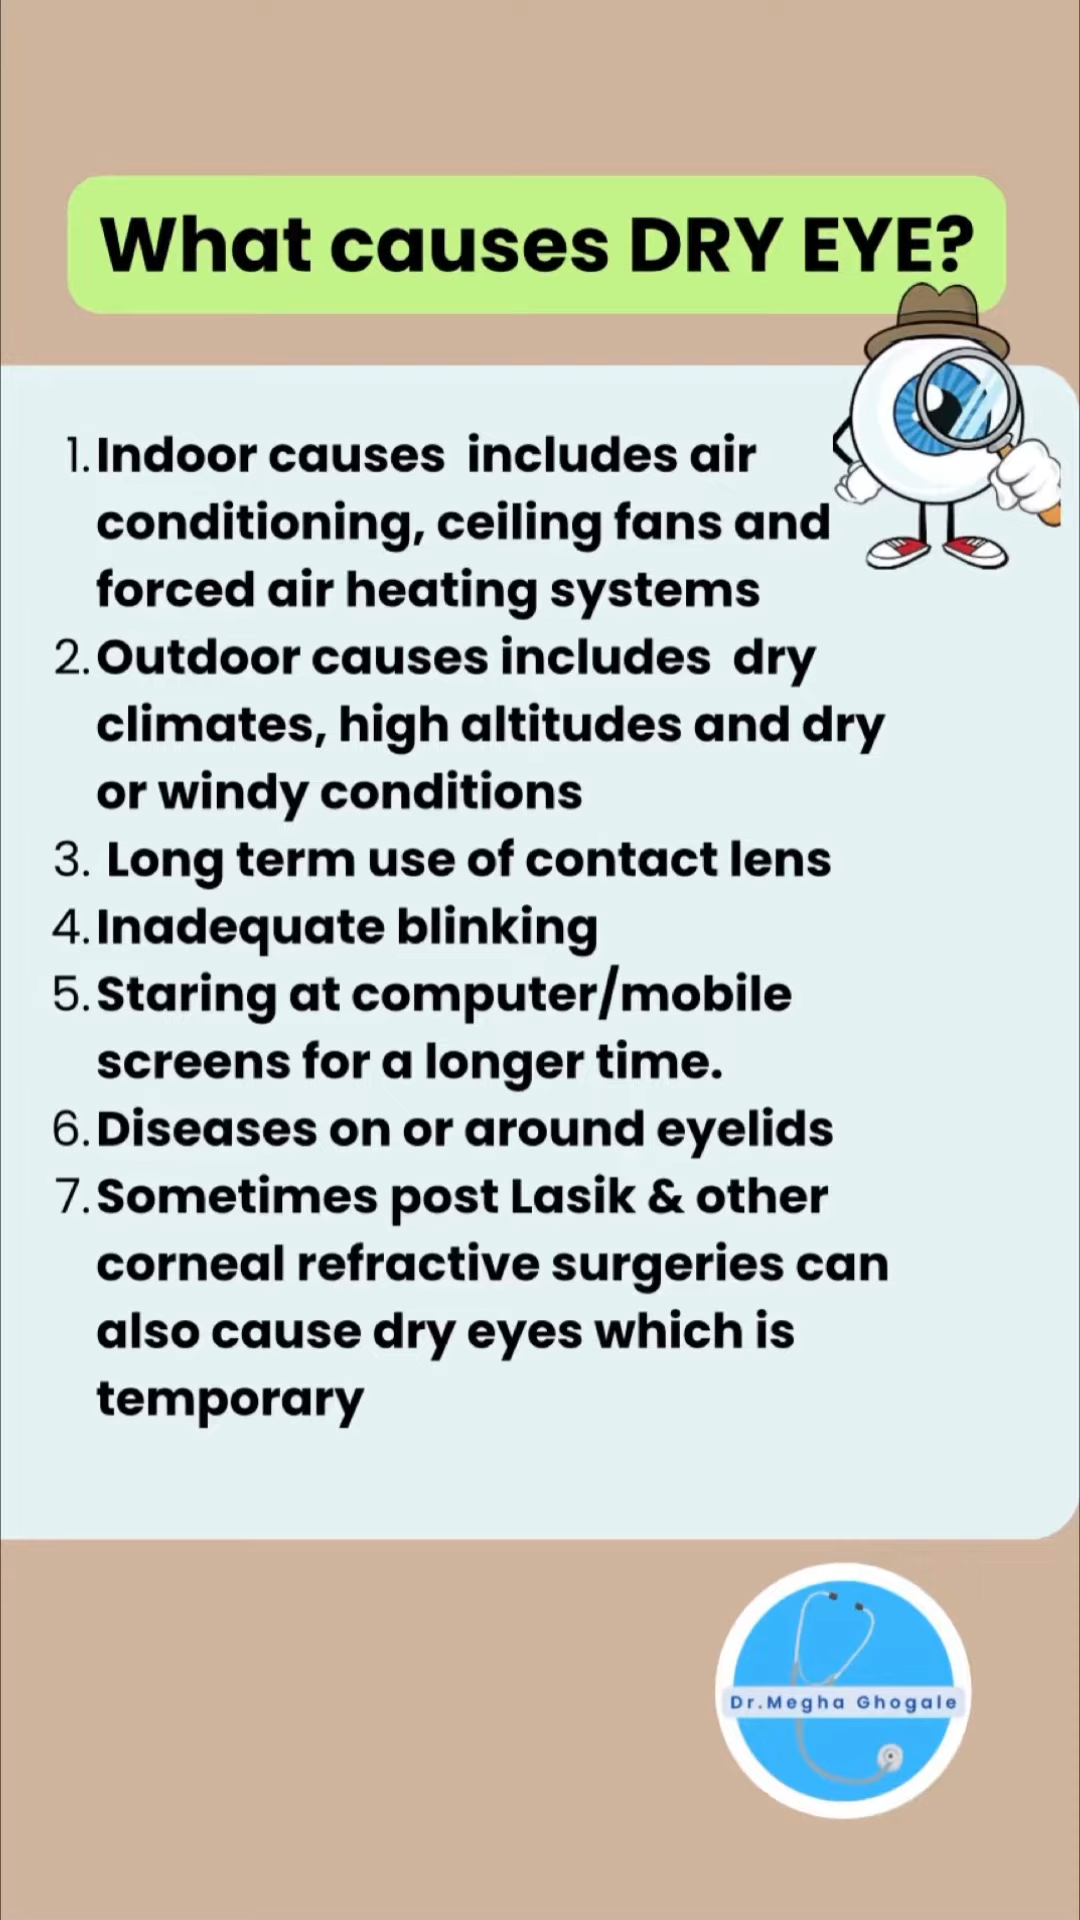 What causes DRY EYE?
1. Indoor causes includes air
conditioning, ceiling fans and
forced air heating systems
2. Outdoor causes includes dry
climates, high altitudes and dry
or windy conditions
3. Long term use of contact lens
4. Inadequate blinking
5. Staring at computer/mobile
screens for a longer time.
6. Diseases on or around eyelids
7. Sometimes post Lasik & other
corneal refractive surgeries can
also cause dry eyes which is
temporary
Dr.Megha Ghogale